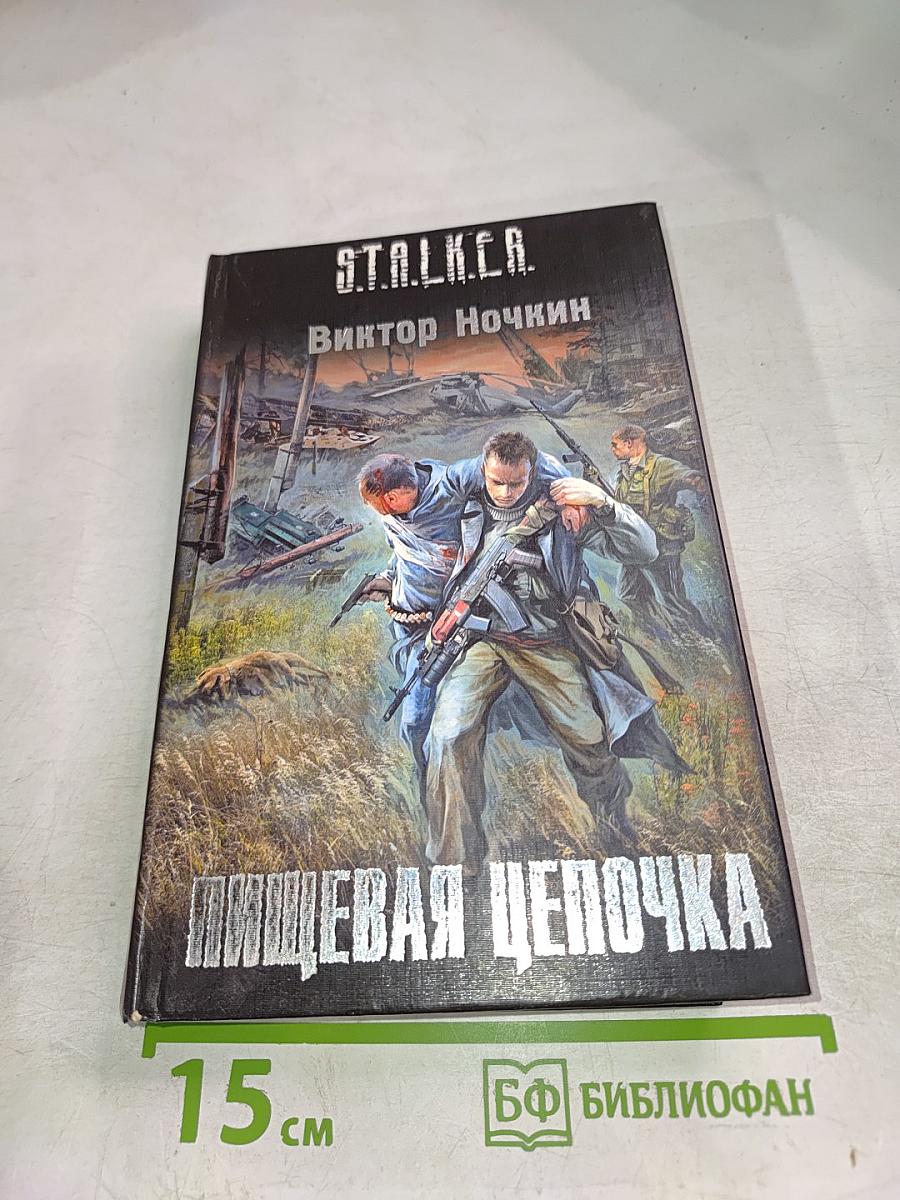 S.T.A.L.K.E.R.
Виктор Ночкин
ПИЩЕВАЯ ЦЕПОЧКА
15 см
БФ БИБЛИОФАН